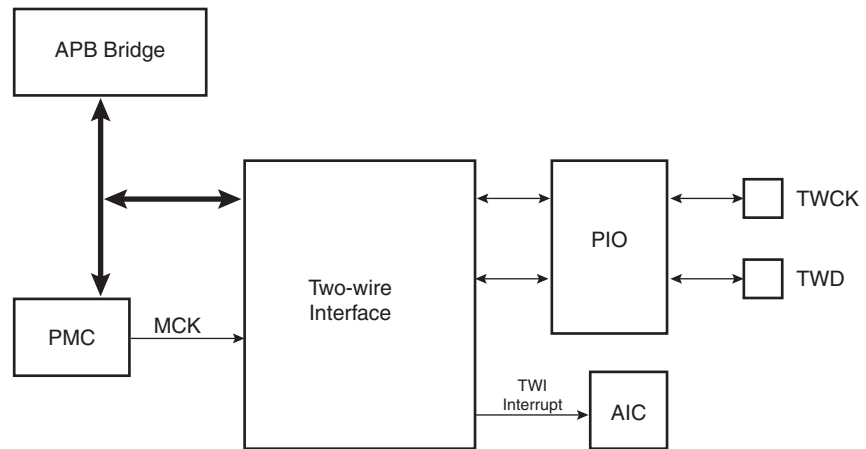 APB Bridge
TWCK
PIO
Two-wire
Interface
TWD
PMC
MCK
TWI
Interrupt
AIC